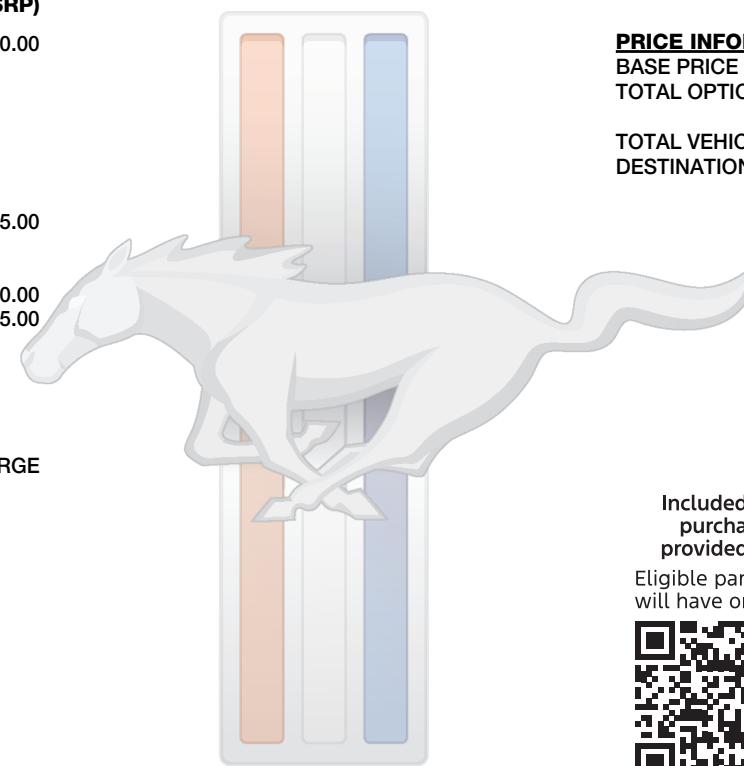 SRP)
0.00
5.00
0.00
5.00
RGE
PRICE INFO
BASE PRICE
TOTAL OPTIO
TOTAL VEHIC
DESTINATION
Included
purcha
provided
Eligible par
will have o